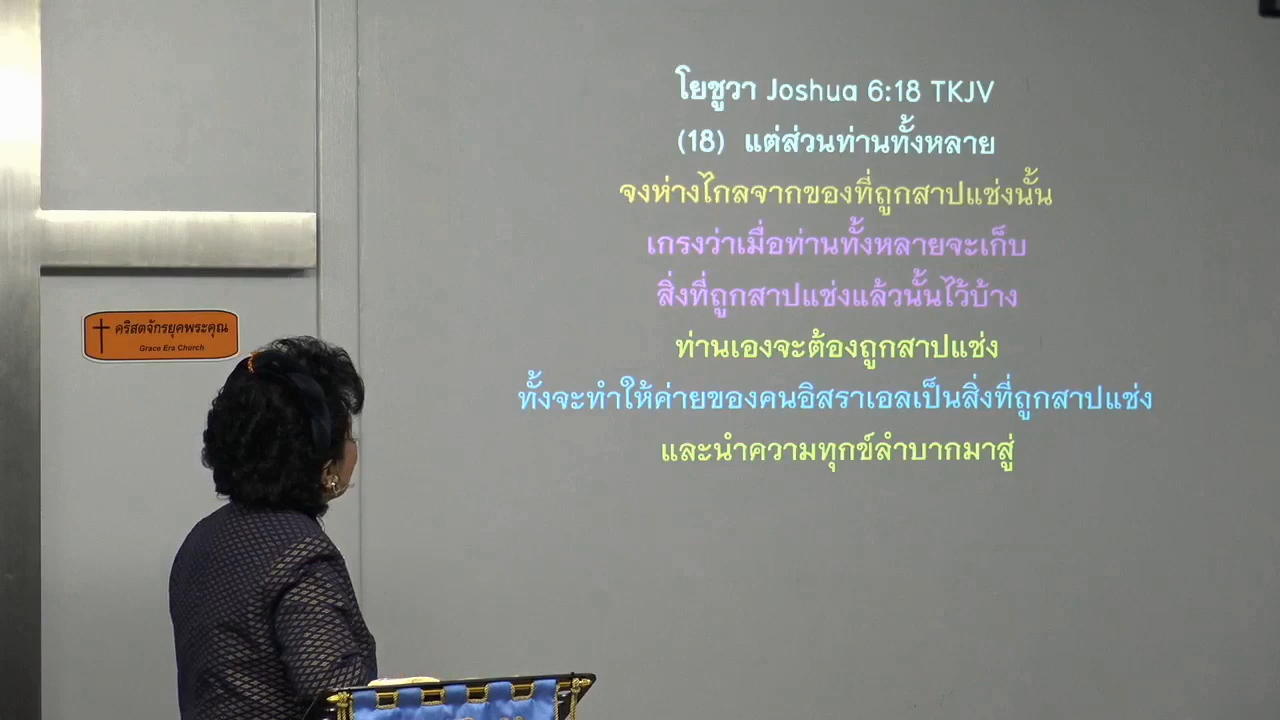 โยชูวา Joshua 6:18 TKJV
(18) แต่ส่วนท่านทั้งหลาย
จงห่างไกลจากของที่ถูกสาปแช่งนั้น
เกรงว่าเมื่อท่านทั้งหลายจะเก็บ
สิ่งที่ถูกสาปแช่งแล้วนั้นไว้บ้าง
ท่านเองจะต้องถูกสาปแช่ง
ทั้งจะทำให้ค่ายของคนอิสราเอลเป็นสิ่งที่ถูกสาปแช่ง
และนำความทุกข์ลำบากมาสู่
คริสตจักรยุคพระคุณ
Grace Era Church